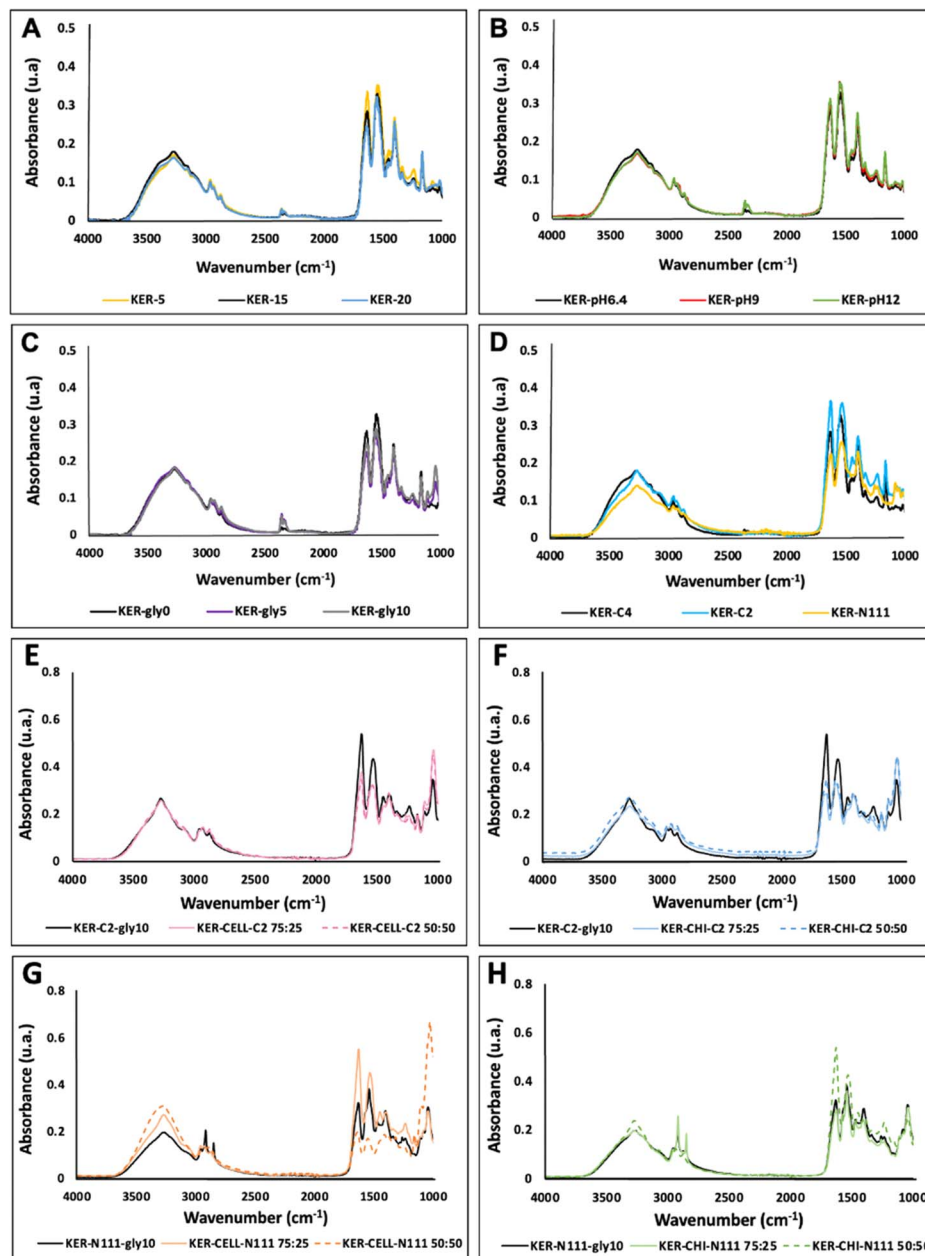 A
Absorbance (u.a)
0.5
0.4
0.3
0.2
0.1
0
4000 3500 3000 2500 2000 1500 1000
Wavenumber (cm-1)
KER-5 KER-15 KER-20
B
Absorbance (u.a)
0.5
0.4
0.3
0.2
0.1
0
4000 3500 3000 2500 2000 1500 1000
Wavenumber (cm-1)
KER-pH6.4 KER-pH9 KER-pH12
C
Absorbance (u.a)
0.5
0.4
0.3
0.2
0.1
0
4000 3500 3000 2500 2000 1500 1000
Wavenumber (cm-1)
KER-gly0 KER-gly5 KER-gly10
D
Absorbance (u.a)
0.5
0.4
0.3
0.2
0.1
0
4000 3500 3000 2500 2000 1500 1000
Wavenumber (cm-1)
KER-C4 KER-C2 KER-N111
E
Absorbance (u.a.)
0.8
0.6
0.4
0.2
0
4000 3500 3000 2500 2000 1500 1000
Wavenumber (cm-1)
KER-C2-gly10 KER-CELL-C2 75:25 KER-CELL-C2 50:50
F
Absorbance (u.a.)
0.8
0.6
0.4
0.2
0
4000 3500 3000 2500 2000 1500 1000
Wavenumber (cm-1)
KER-C2-gly10 KER-CHI-C2 75:25 KER-CHI-C2 50:50
G
Absorbance (u.a.)
0.8
0.6
0.4
0.2
0
4000 3500 3000 2500 2000 1500 1000
Wavenumber (cm-1)
KER-N111-gly10 KER-CELL-N111 75:25 KER-CELL-N111 50:50
H
Absorbance (u.a.)
0.8
0.6
0.4
0.2
0
4000 3500 3000 2500 2000 1500 1000
Wavenumber (cm-1)
KER-N111-gly10 KER-CHI-N111 75:25 KER-CHI-N111 50:50